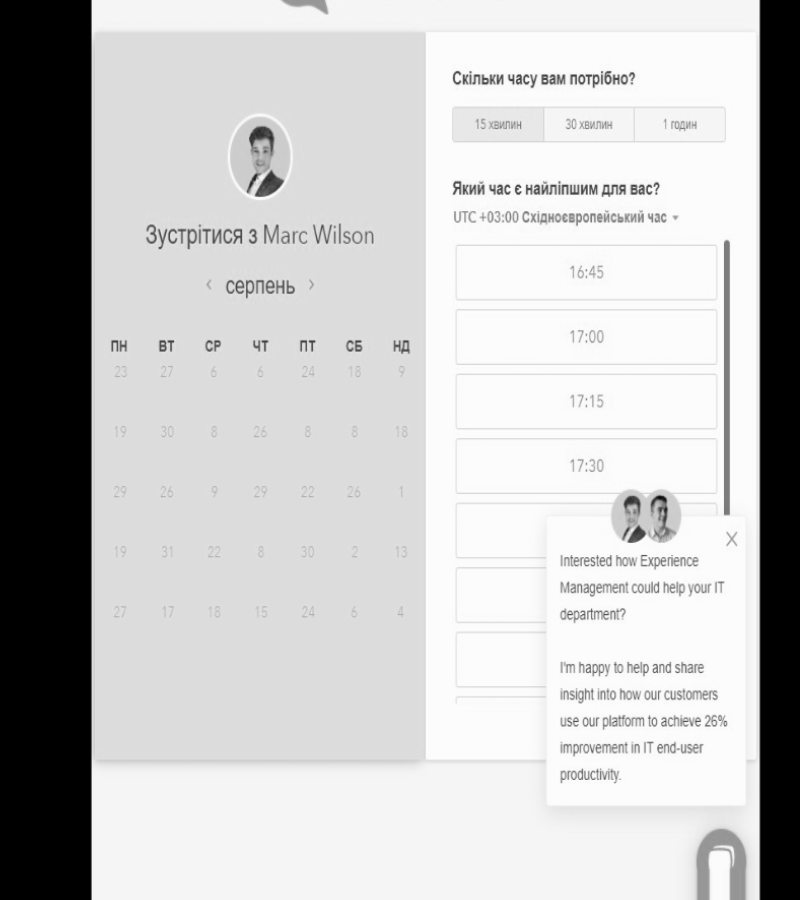 Зустрітися з Marc Wilson
‹ серпень ›
ПН ВТ СР ЧТ ПТ СБ НД
23 27 6 6 24 18 9
19 30 8 26 8 8 18
29 26 9 29 22 26 1
19 31 22 8 30 2 13
27 17 18 15 24 6 4
Скільки часу вам потрібно?
15 хвилин 30 хвилин 1 годин
Який час є найліпшим для вас?
UTC +03:00 Східноєвропейський час
16:45
17:00
17:15
17:30
X
Interested how Experience
Management could help your IT
department?
I'm happy to help and share
insight into how our customers
use our platform to achieve 26%
improvement in IT end-user
productivity.